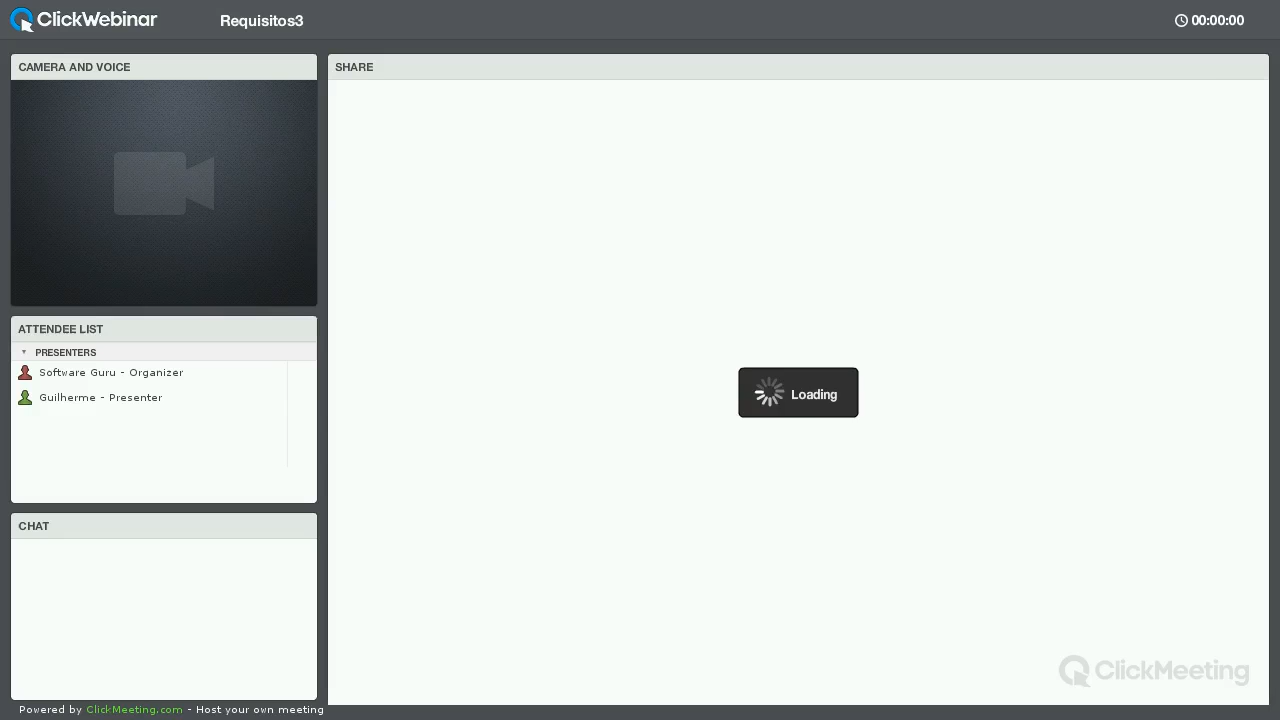 ClickWebinar
Requisitos3
00:00:00
CAMERA AND VOICE
SHARE
ATTENDEE LIST
PRESENTERS
Software Guru - Organizer
Guilherme - Presenter
Loading
CHAT
ClickMeeting
Powered by ClickMeeting.com - Host your own meeting